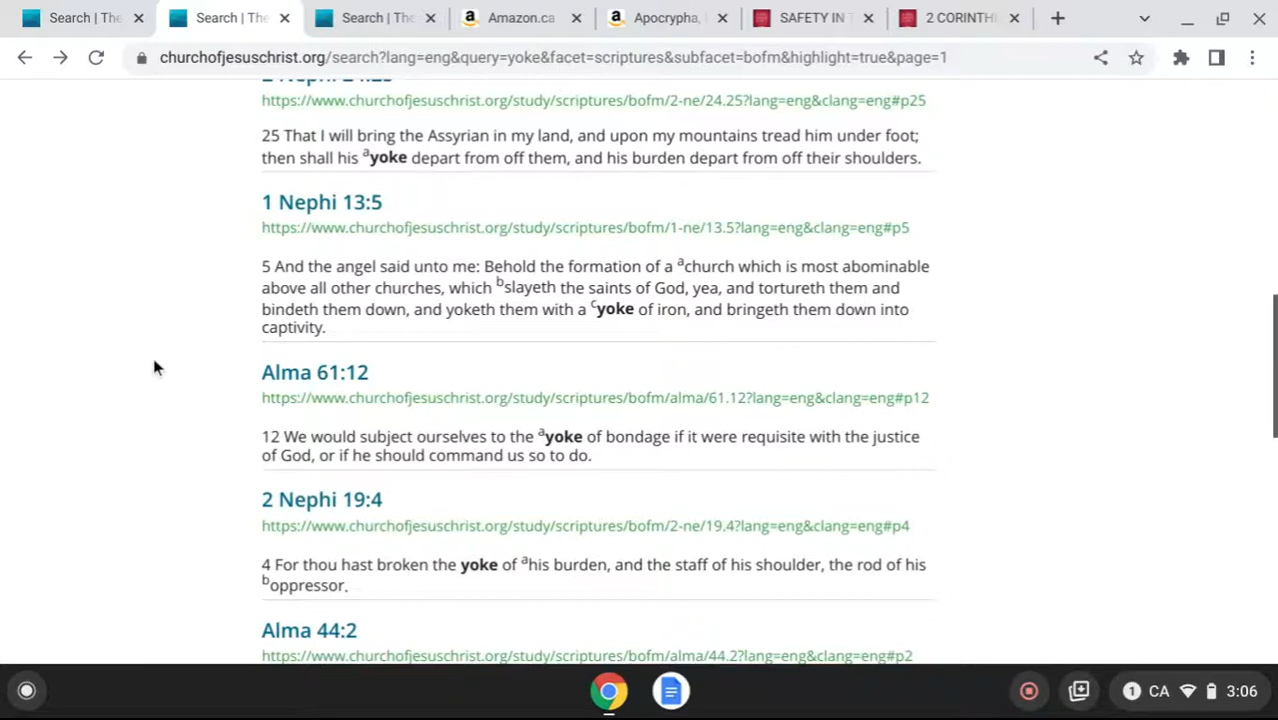 Search | The
Search | The
Search | The
Amazon.ca
Apocrypha,
SAFETY IN T
2 CORINTHI
churchofjesuschrist.org/search?lang=eng&query=yoke&facet=scriptures&subfacet=bofm&highlight=true&page=1
2 Nephi 24:25
https://www.churchofjesuschrist.org/study/scriptures/bofm/2-ne/24.25?lang=eng&clang=eng#p25
25 That I will bring the Assyrian in my land, and upon my mountains tread him under foot;
then shall his ayoke depart from off them, and his burden depart from off their shoulders.
1 Nephi 13:5
https://www.churchofjesuschrist.org/study/scriptures/bofm/1-ne/13.5?lang=eng&clang=eng#p5
5 And the angel said unto me: Behold the formation of a achurch which is most abominable
above all other churches, which bslayeth the saints of God, yea, and tortureth them and
bindeth them down, and yoketh them with a cyoke of iron, and bringeth them down into
captivity.
Alma 61:12
https://www.churchofjesuschrist.org/study/scriptures/bofm/alma/61.12?lang=eng&clang=eng#p12
12 We would subject ourselves to the ayoke of bondage if it were requisite with the justice
of God, or if he should command us so to do.
2 Nephi 19:4
https://www.churchofjesuschrist.org/study/scriptures/bofm/2-ne/19.4?lang=eng&clang=eng#p4
4 For thou hast broken the yoke of ahis burden, and the staff of his shoulder, the rod of his
boppressor.
Alma 44:2
https://www.churchofjesuschrist.org/study/scriptures/bofm/alma/44.2?lang=eng&clang=eng#p2
1 CA 3:06